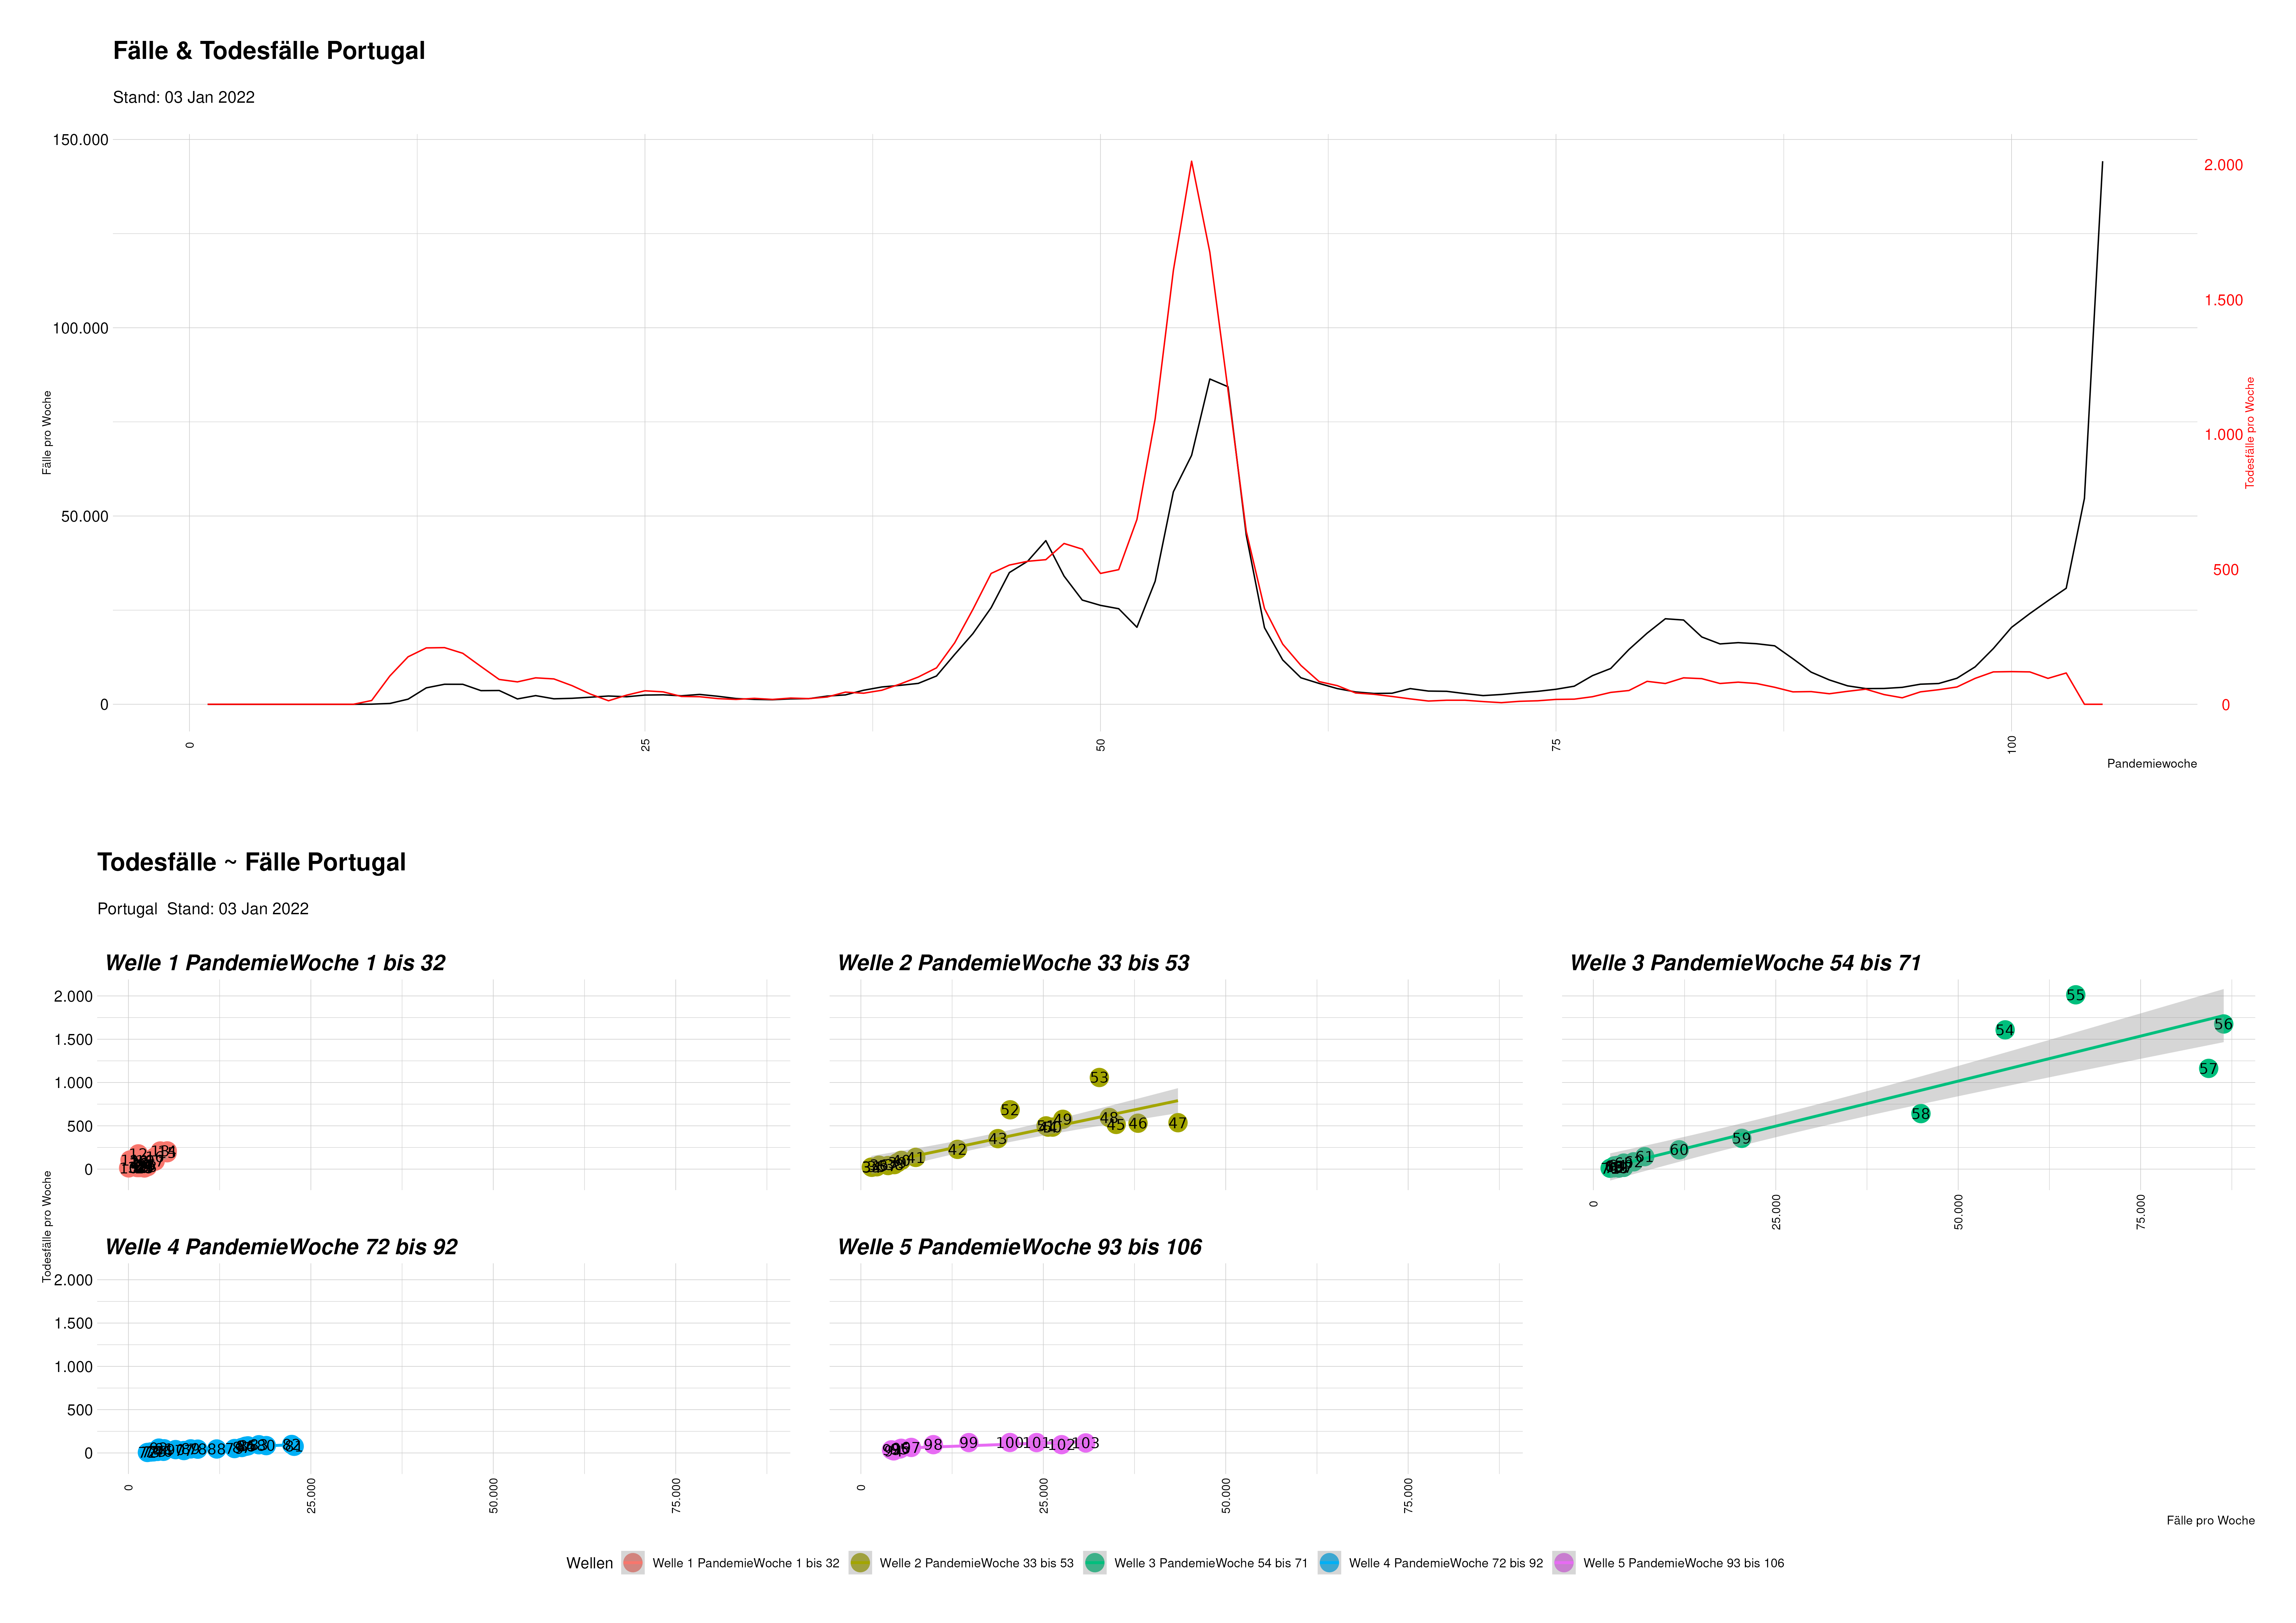 Fälle & Todesfälle Portugal
Stand: 03 Jan 2022
150.000
100.000
50.000
0
Fälle pro Woche
2.000
1.500
1.000
500
0
Todesfälle pro Woche
0 25 50 75 100
Pandemiewoche
Todesfälle ~ Fälle Portugal
Portugal Stand: 03 Jan 2022
Welle 1 PandemieWoche 1 bis 32
2.000
1.500
1.000
500
0
12
Welle 2 PandemieWoche 33 bis 53
41 42 43 52 49 53 48 45 46 47
Welle 3 PandemieWoche 54 bis 71
61 60 59 58 54 55 57 56
0 25.000 50.000 75.000
Todesfälle pro Woche
Welle 4 PandemieWoche 72 bis 92
2.000
1.500
1.000
500
0
88
0 25.000 50.000 75.000
Welle 5 PandemieWoche 93 bis 106
97 98 99 100 101 102 103
0 25.000 50.000 75.000
Fälle pro Woche
Wellen Welle 1 PandemieWoche 1 bis 32 Welle 2 PandemieWoche 33 bis 53 Welle 3 PandemieWoche 54 bis 71 Welle 4 PandemieWoche 72 bis 92 Welle 5 PandemieWoche 93 bis 106